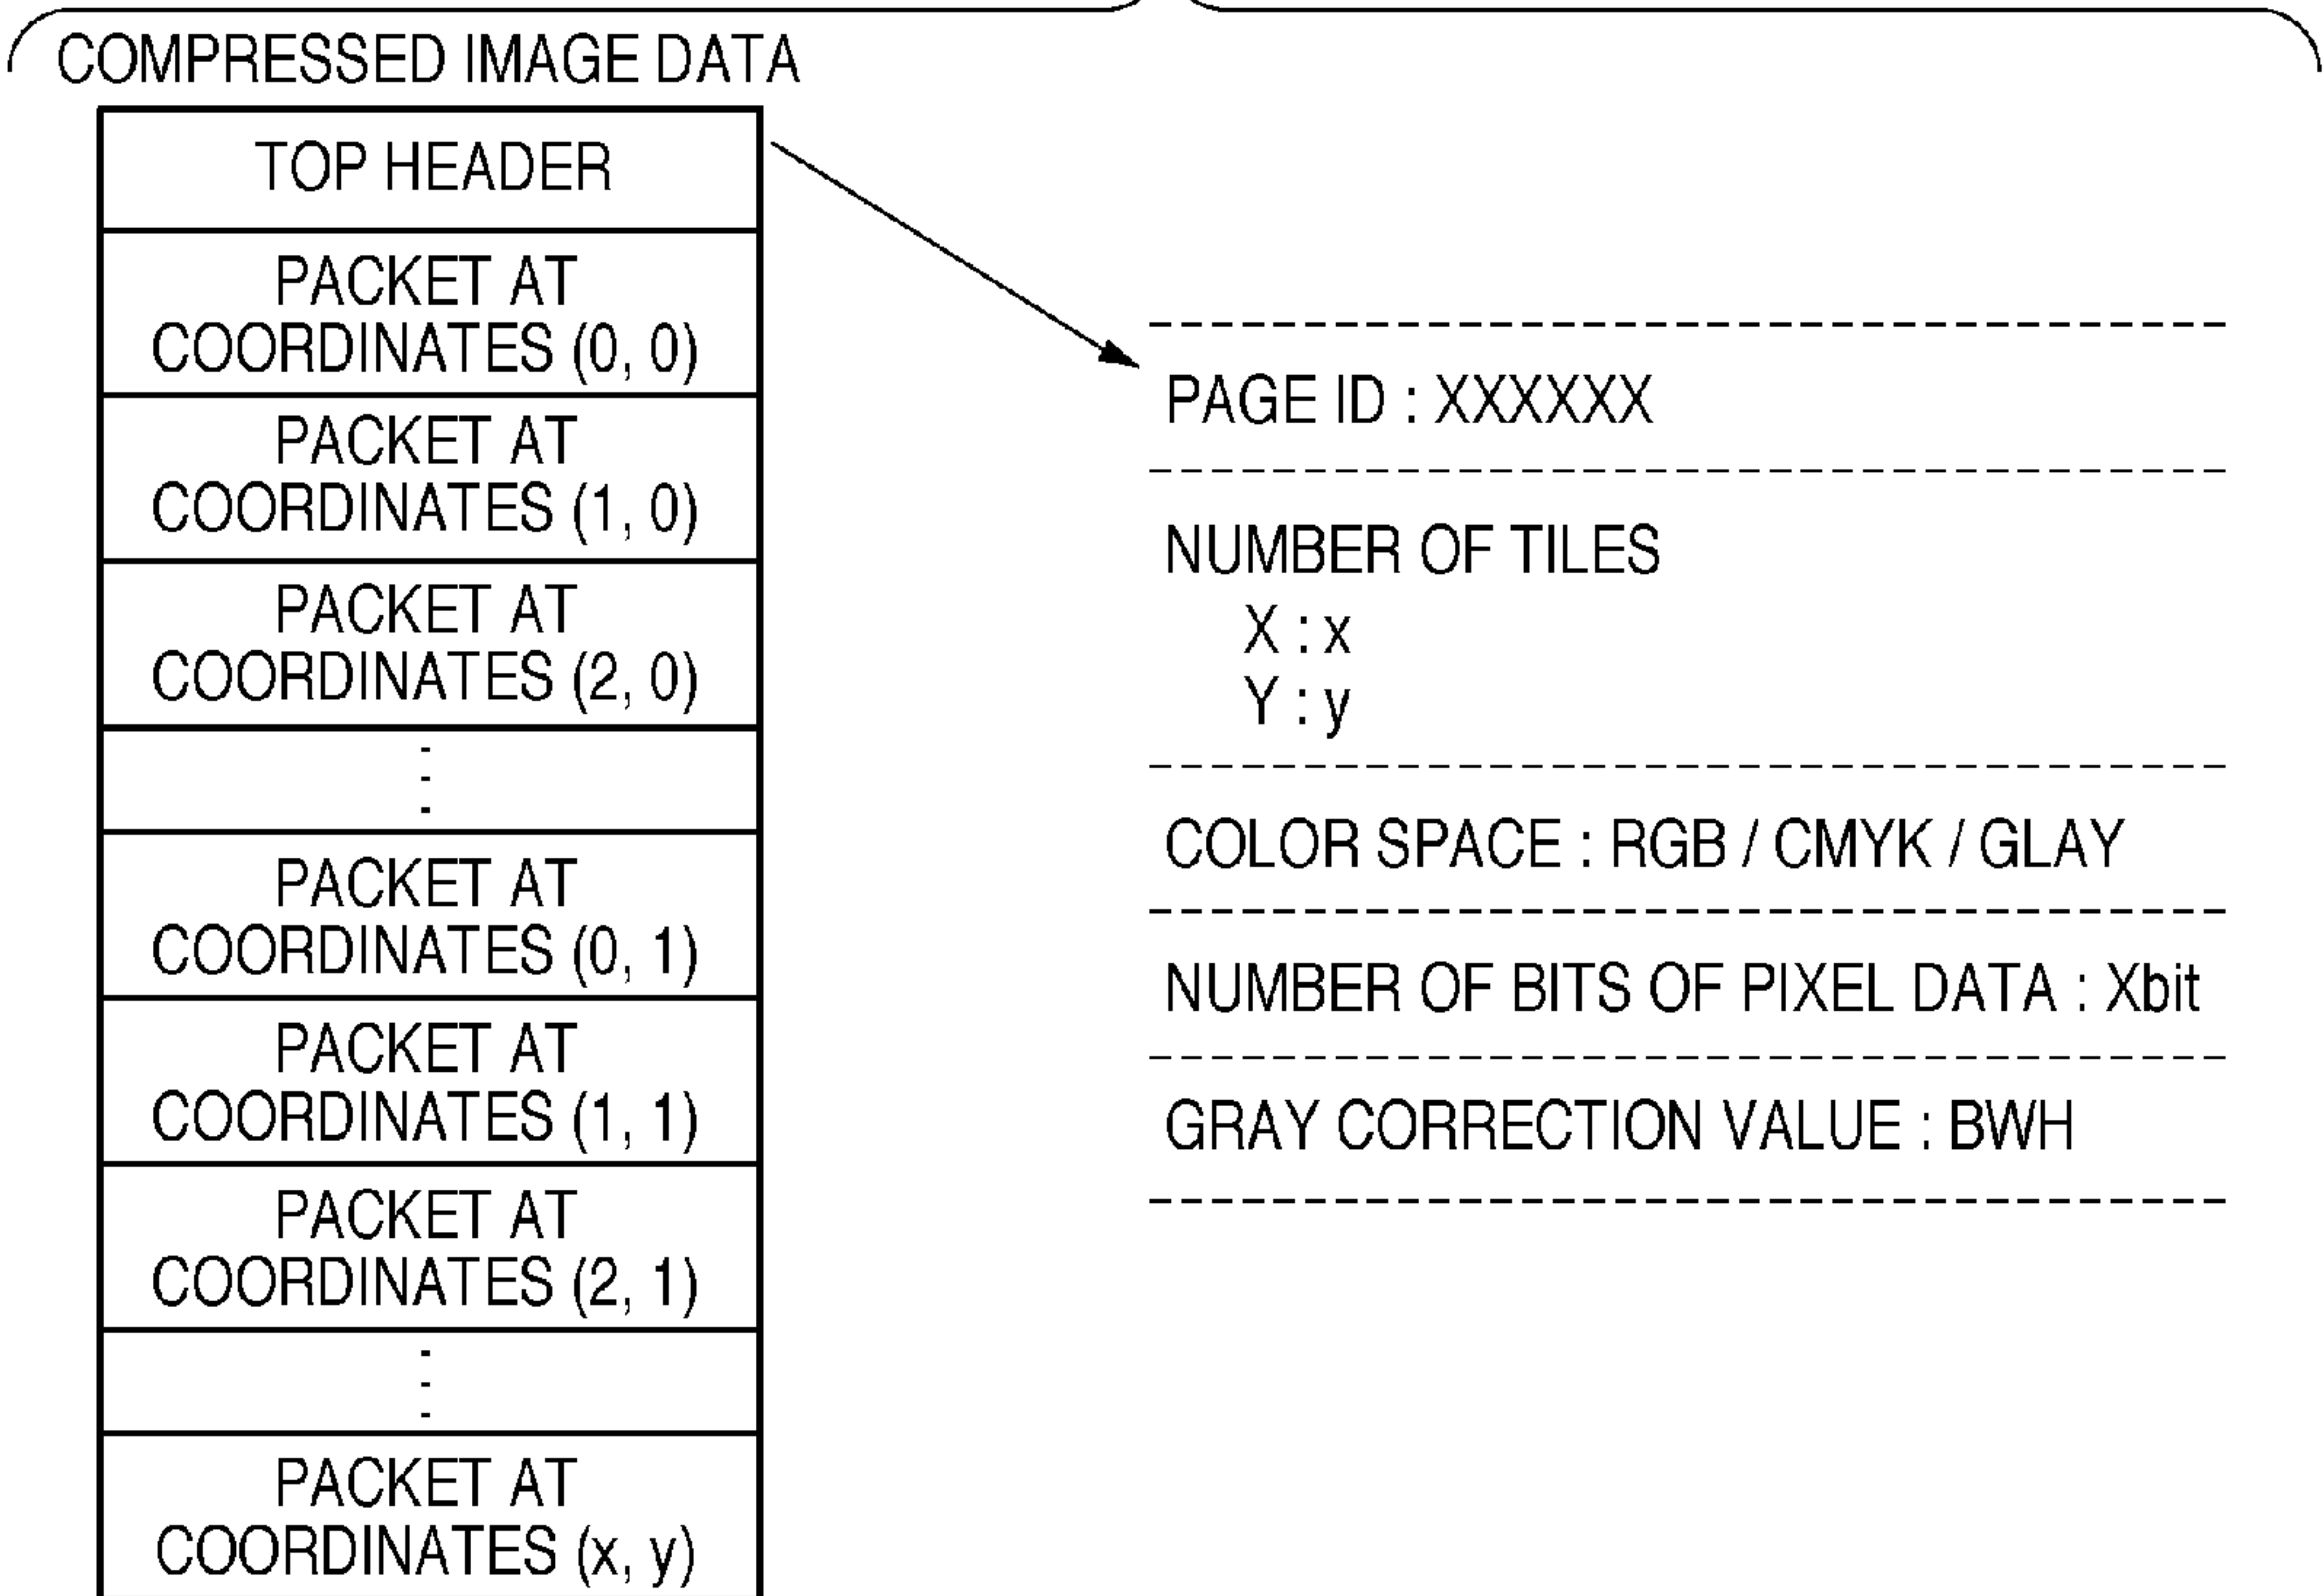 COMPRESSED IMAGE DATA
TOP HEADER
PACKET AT
COORDINATES (0, 0)
PACKET AT
COORDINATES (1, 0)
PACKET AT
COORDINATES (2, 0)
PACKET AT
COORDINATES (0, 1)
PACKET AT
COORDINATES (1, 1)
PACKET AT
COORDINATES (2, 1)
PACKET AT
COORDINATES (x, y)
PAGE ID : XXXXXX
NUMBER OF TILES
X : x
Y : y
COLOR SPACE : RGB / CMYK / GLAY
NUMBER OF BITS OF PIXEL DATA : Xbit
GRAY CORRECTION VALUE : BWH